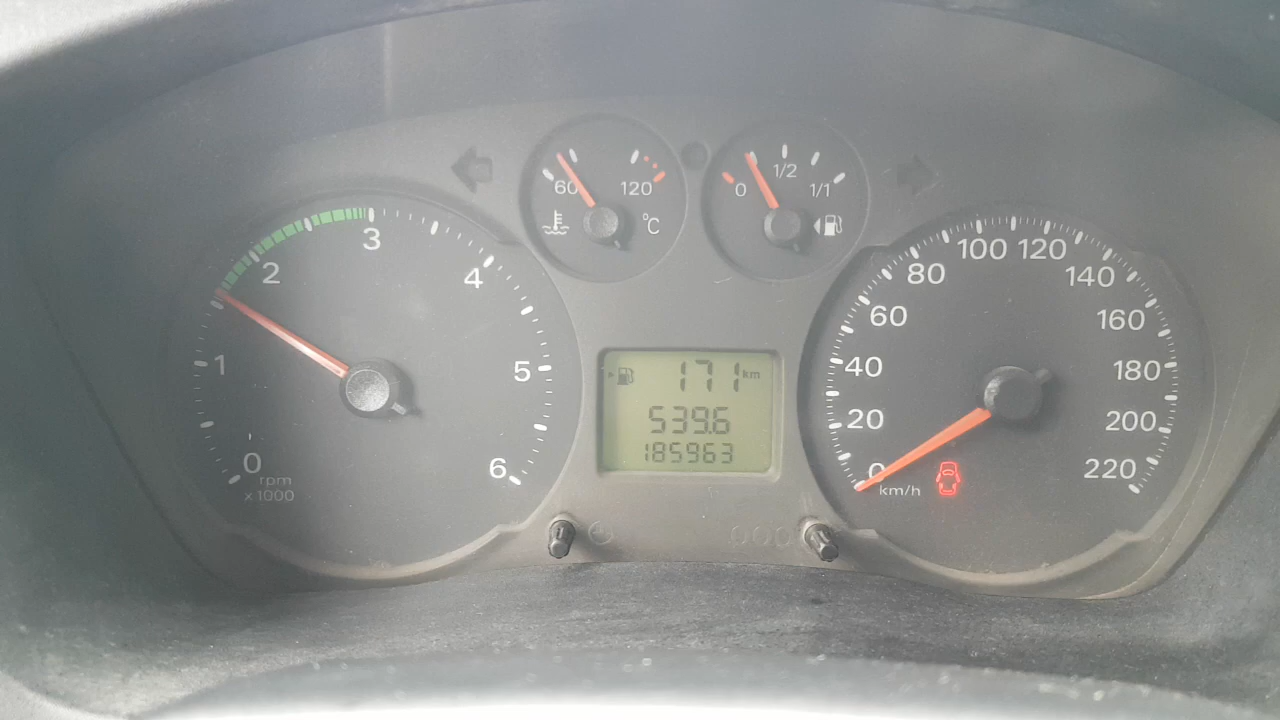 60 120
°C
0 1/2 1/1
0 1 2 3 4 5 6
rpm
x 1000
171 km
539.6
185963
0 20 40 60 80 100 120 140 160 180 200 220
km/h